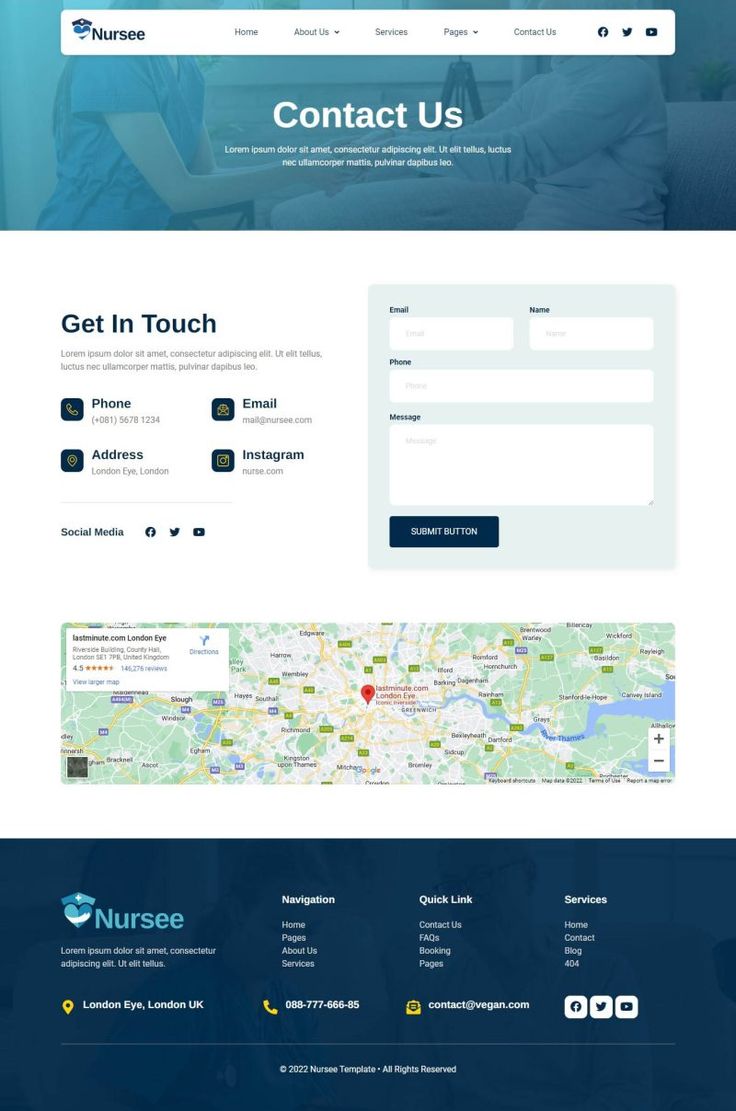 Nursee
Home
About Us
Services
Pages
Contact Us
Contact Us
Lorem ipsum dolor sit amet, consectetur adipiscing elit. Ut elit tellus, luctus
nec ullamcorper mattis, pulvinar dapibus leo.
Get In Touch
Lorem ipsum dolor sit amet, consectetur adipiscing elit. Ut elit tellus,
luctus nec ullamcorper mattis, pulvinar dapibus leo.
Phone
(+081) 5678 1234
Email
mail@nursee.com
Address
London Eye, London
Instagram
nurse.com
Social Media
Email
Name
Email
Name
Phone
Phone
Message
Message
SUBMIT BUTTON
lastminute.com London Eye
Riverside Building, County Hall,
London SE1 7PB, United Kingdom
4.5
146,276 reviews
View larger map
Directions
Edgware
Brentwood
Billericay
Wickford
Warley
Rayleigh
Basildon
Romford
Ilford
Hornchurch
Wembley
Dagenham
Rainham
Canvey Island
Stanford-le-Hope
Maidenhead
Slough
Hayes
Southall
lastminute.com
London Eye
Iconic riverside
GREENWICH
Grays
Windsor
Richmond
Bexleyheath
Dartford
River Thames
Sidcup
Bracknell
Ascot
Egham
Kingston
upon Thames
Mitcham
Bromley
Croydon
Google
Keyboard shortcuts
Map data ©2022
Terms of Use
Report a map error
Nursee
Lorem ipsum dolor sit amet, consectetur
adipiscing elit. Ut elit tellus.
Navigation
Home
Pages
About Us
Services
Quick Link
Contact Us
FAQs
Booking
Pages
Services
Home
Contact
Blog
404
London Eye, London UK
088-777-666-85
contact@vegan.com
© 2022 Nursee Template • All Rights Reserved